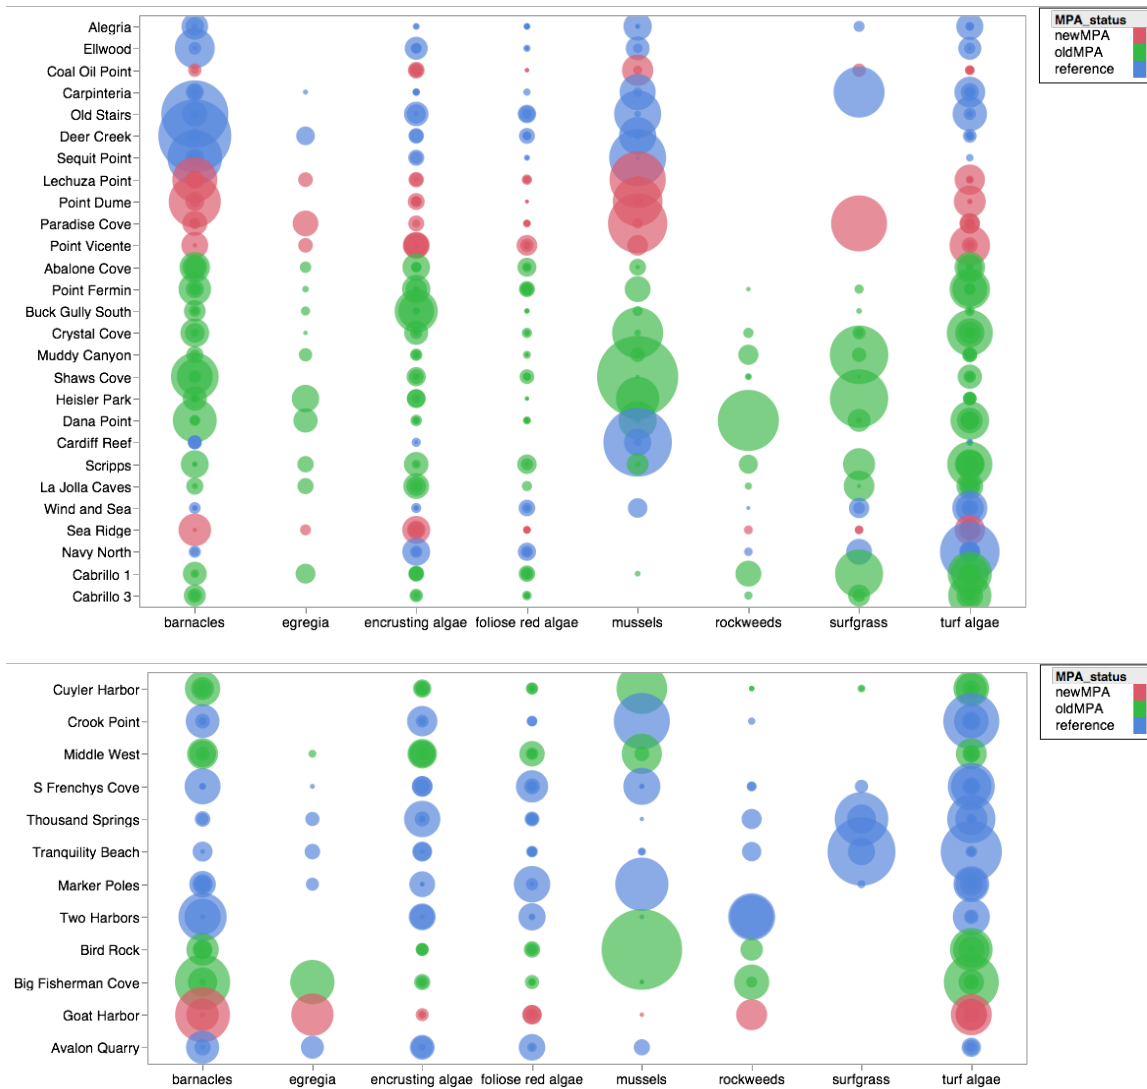 MPA_status
newMPA
oldMPA
reference
Alegria
Ellwood
Coal Oil Point
Carpinteria
Old Stairs
Deer Creek
Sequit Point
Lechuza Point
Point Dume
Paradise Cove
Point Vicente
Abalone Cove
Point Fermin
Buck Gully South
Crystal Cove
Muddy Canyon
Shaws Cove
Heisler Park
Dana Point
Cardiff Reef
Scripps
La Jolla Caves
Wind and Sea
Sea Ridge
Navy North
Cabrillo 1
Cabrillo 3
barnacles egregia encrusting algae foliose red algae mussels rockweeds surfgrass turf algae
MPA_status
newMPA
oldMPA
reference
Cuyler Harbor
Crook Point
Middle West
S Frenchys Cove
Thousand Springs
Tranquility Beach
Marker Poles
Two Harbors
Bird Rock
Big Fisherman Cove
Goat Harbor
Avalon Quarry
barnacles egregia encrusting algae foliose red algae mussels rockweeds surfgrass turf algae